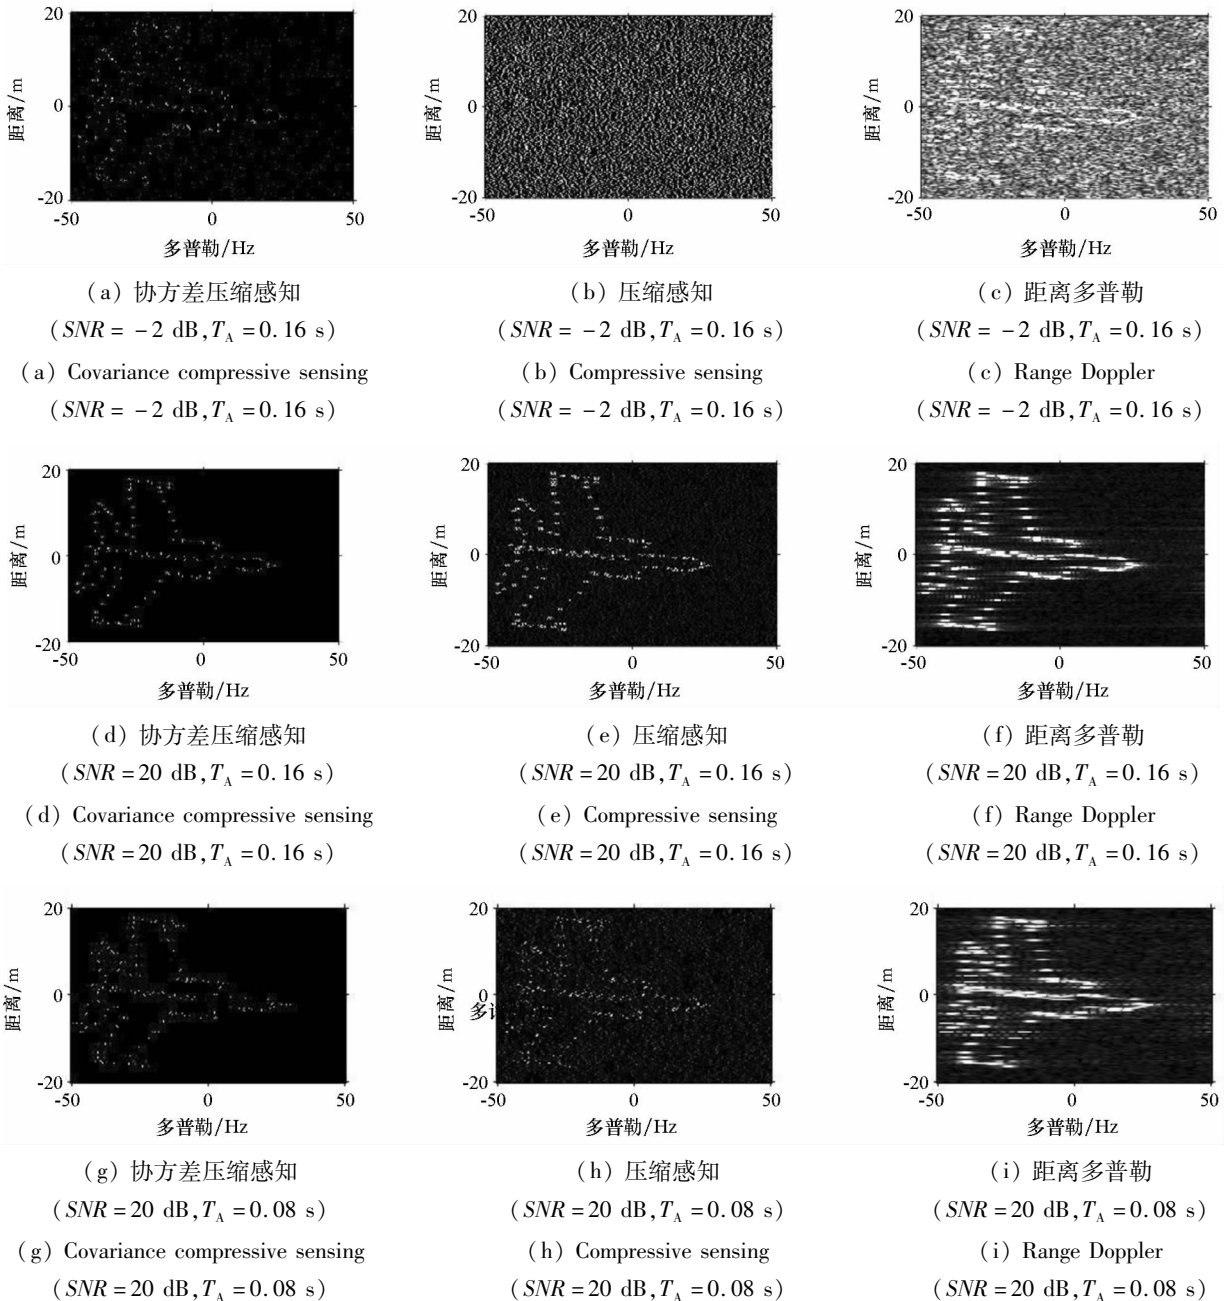 20
20
20
距离/m
0
距离/m
0
距离/m
0
-20
-20
-20
-50
0
50
-50
0
50
-50
0
50
多普勒/Hz
多普勒/Hz
多普勒/Hz
(a) 协方差压缩感知
(b) 压缩感知
(c) 距离多普勒
(SNR = -2 dB,T_A = 0.16 s)
(SNR = -2 dB,T_A = 0.16 s)
(SNR = -2 dB,T_A = 0.16 s)
(a) Covariance compressive sensing
(b) Compressive sensing
(c) Range Doppler
(SNR = -2 dB,T_A = 0.16 s)
(SNR = -2 dB,T_A = 0.16 s)
(SNR = -2 dB,T_A = 0.16 s)
20
20
20
距离/m
0
距离/m
0
距离/m
0
-20
-20
-20
-50
0
50
-50
0
50
-50
0
50
多普勒/Hz
多普勒/Hz
多普勒/Hz
(d) 协方差压缩感知
(e) 压缩感知
(f) 距离多普勒
(SNR = 20 dB,T_A = 0.16 s)
(SNR = 20 dB,T_A = 0.16 s)
(SNR = 20 dB,T_A = 0.16 s)
(d) Covariance compressive sensing
(e) Compressive sensing
(f) Range Doppler
(SNR = 20 dB,T_A = 0.16 s)
(SNR = 20 dB,T_A = 0.16 s)
(SNR = 20 dB,T_A = 0.16 s)
20
20
20
距离/m
0
距离/m
0
多
距离/m
0
-20
-20
-20
-50
0
50
-50
0
50
-50
0
50
多普勒/Hz
多普勒/Hz
多普勒/Hz
(g) 协方差压缩感知
(h) 压缩感知
(i) 距离多普勒
(SNR = 20 dB,T_A = 0.08 s)
(SNR = 20 dB,T_A = 0.08 s)
(SNR = 20 dB,T_A = 0.08 s)
(g) Covariance compressive sensing
(h) Compressive sensing
(i) Range Doppler
(SNR = 20 dB,T_A = 0.08 s)
(SNR = 20 dB,T_A = 0.08 s)
(SNR = 20 dB,T_A = 0.08 s)